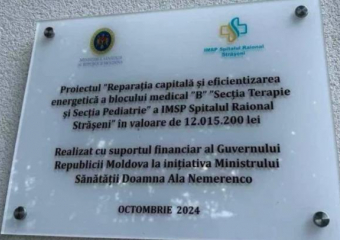 IMSP Spitalul Raional
Strășeni
Proiectul "Reparația capitală și eficientizarea
energetică a blocului medical "B" "Secția Terapie
și Secția Pediatrie" a IMSP Spitalul Raional
Strășeni" în valoare de 12.015.200 lei
Realizat cu suportul financiar al Guvernului
Republicii Moldova la inițiativa Ministrului
Sănătății Doamna Ala Nemerenco
OCTOMBRIE 2024